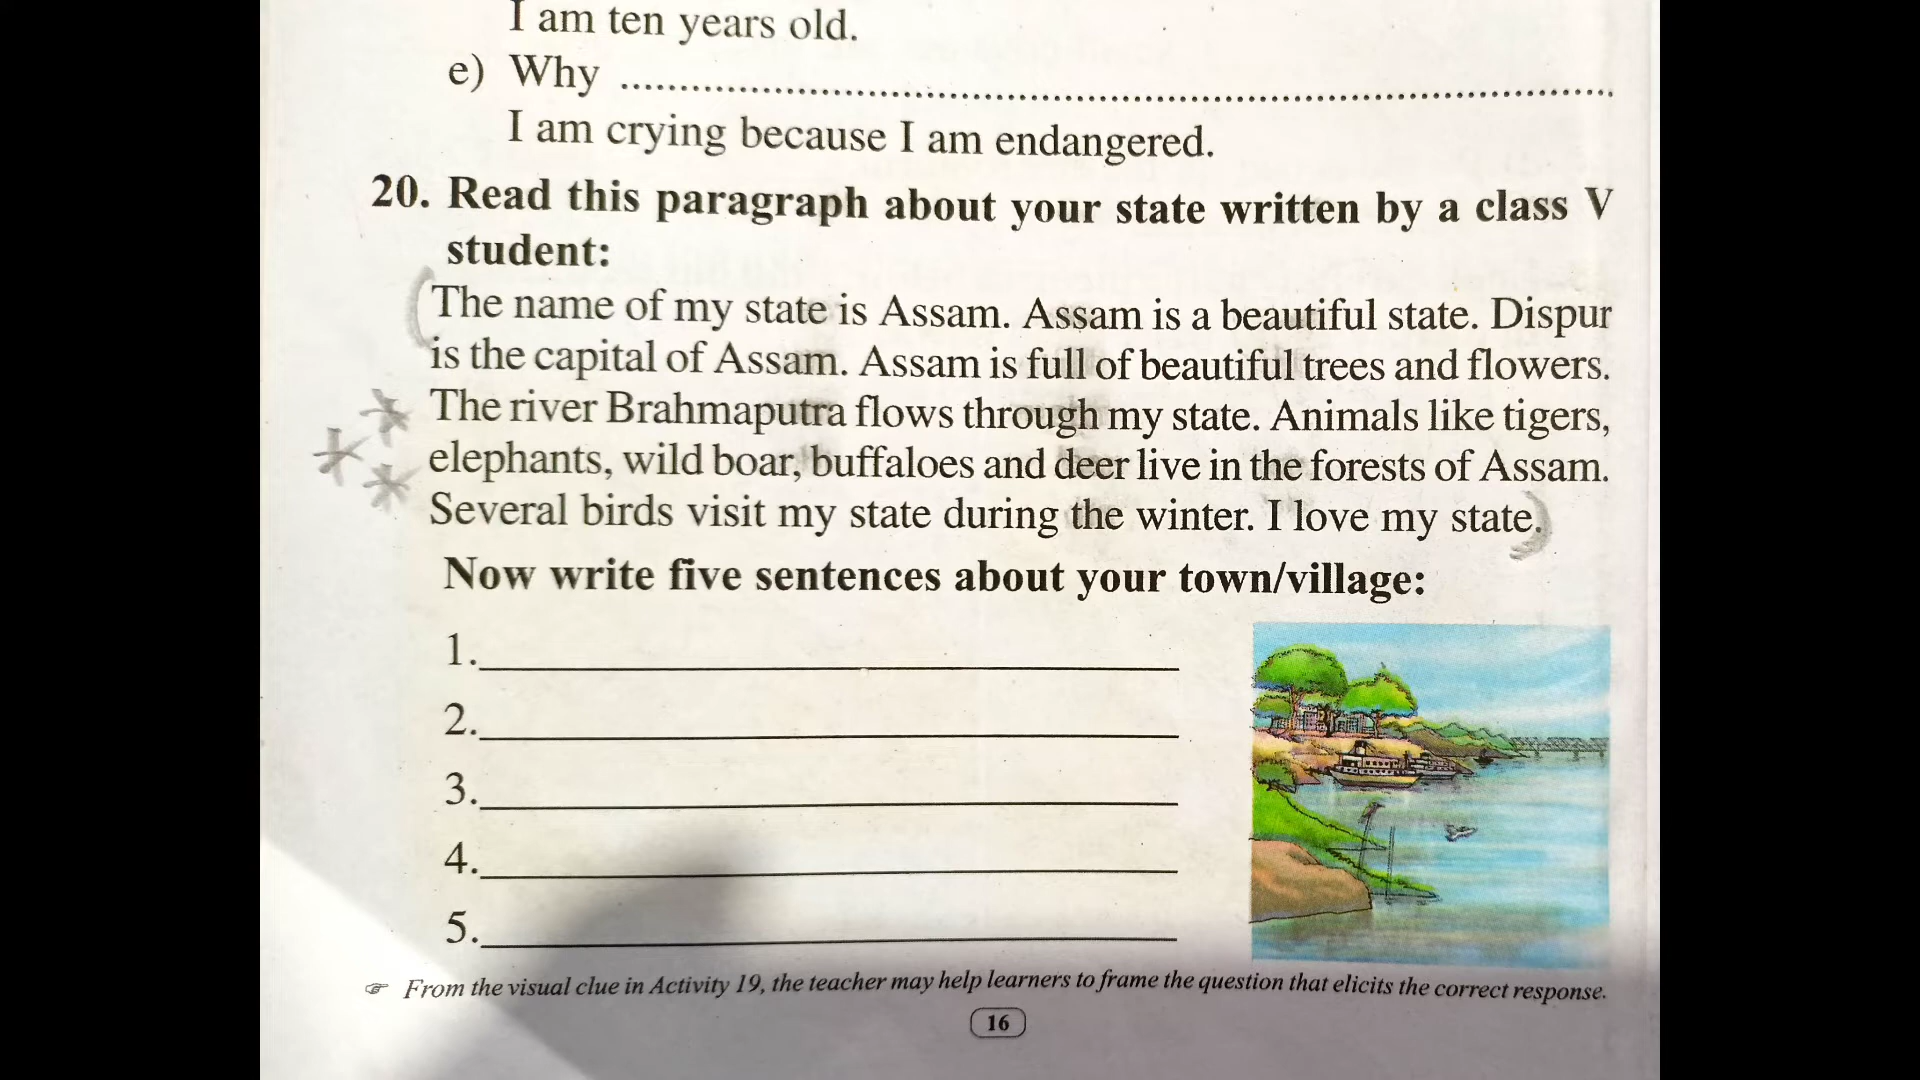 I am ten years old.
e) Why ........................................................................................
I am crying because I am endangered.
20. Read this paragraph about your state written by a class V
student:
The name of my state is Assam. Assam is a beautiful state. Dispur
is the capital of Assam. Assam is full of beautiful trees and flowers.
The river Brahmaputra flows through my state. Animals like tigers,
elephants, wild boar, buffaloes and deer live in the forests of Assam.
Several birds visit my state during the winter. I love my state.
Now write five sentences about your town/village:
1.
2.
3.
4.
5.
☞ From the visual clue in Activity 19, the teacher may help learners to frame the question that elicits the correct response.
16